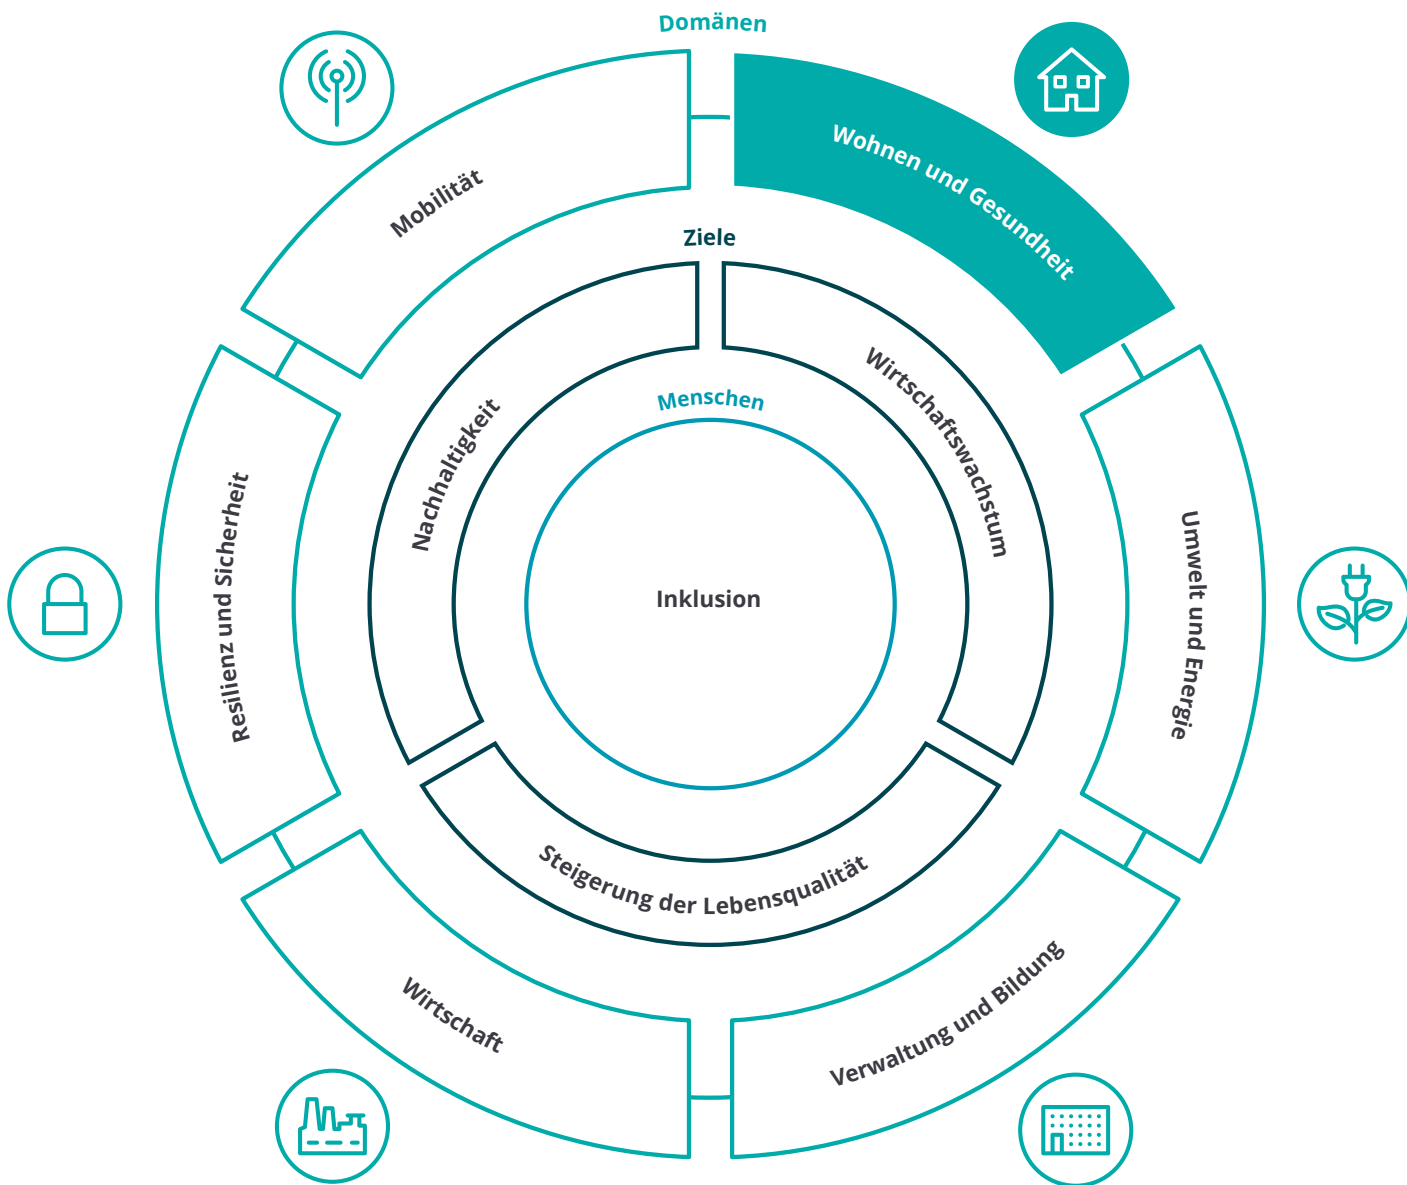 Domänen
Wohnen und Gesundheit
Mobilität
Ziele
Wirtschaftswachstum
Nachhaltigkeit
Menschen
Inklusion
Resilienz und Sicherheit
Umwelt und Energie
Steigerung der Lebensqualität
Wirtschaft
Verwaltung und Bildung